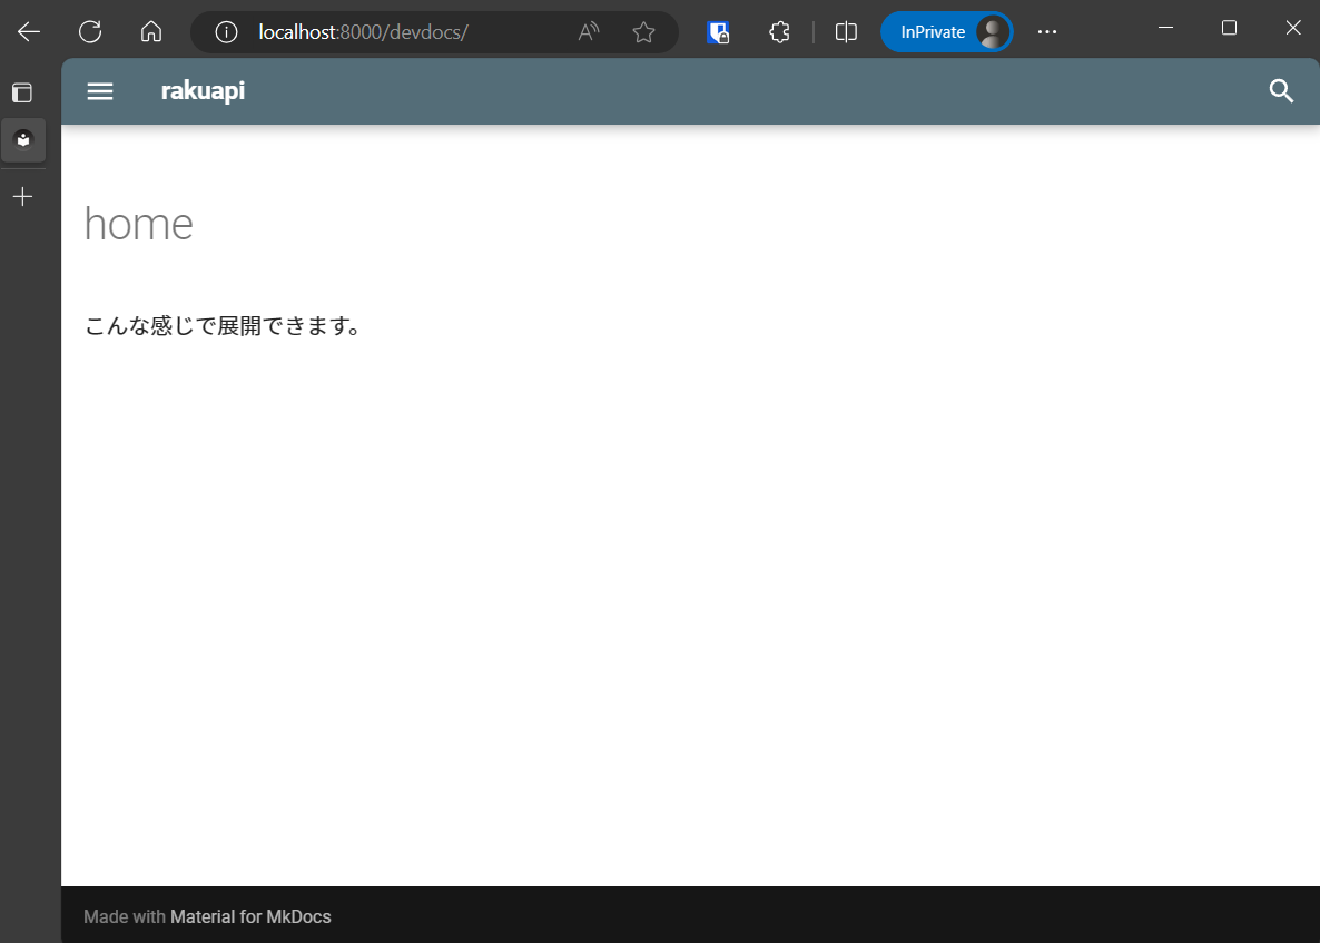 localhost:8000/devdocs/
InPrivate
rakuapi
home
こんな感じで展開できます。
Made with Material for MkDocs